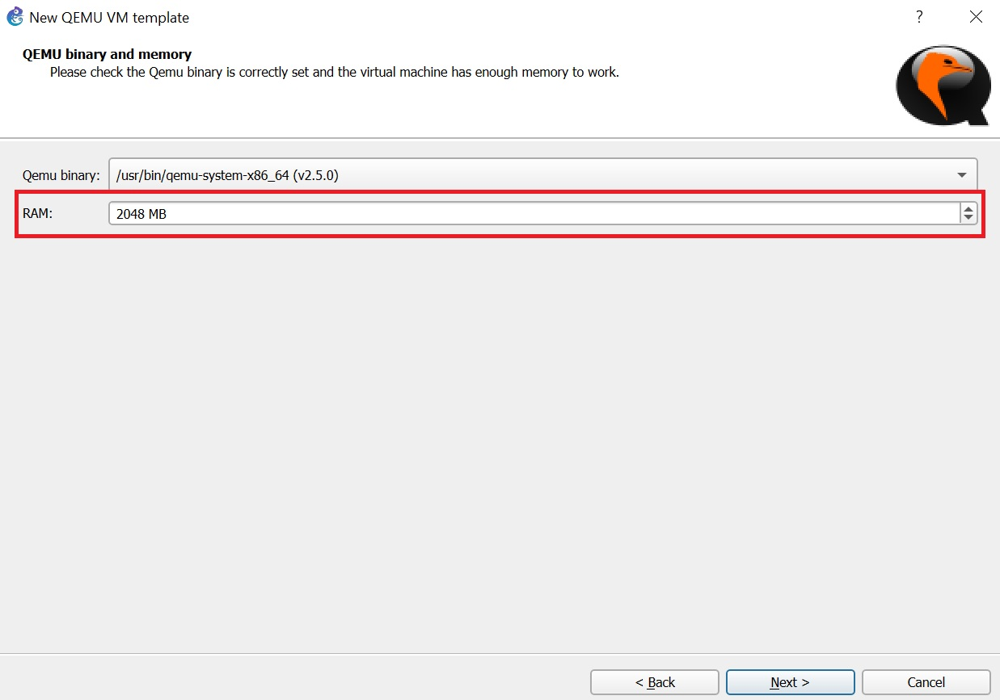 New QEMU VM template
?
QEMU binary and memory
Please check the Qemu binary is correctly set and the virtual machine has enough memory to work.
Qemu binary: /usr/bin/qemu-system-x86_64 (v2.5.0)
RAM: 2048 MB
< Back Next > Cancel